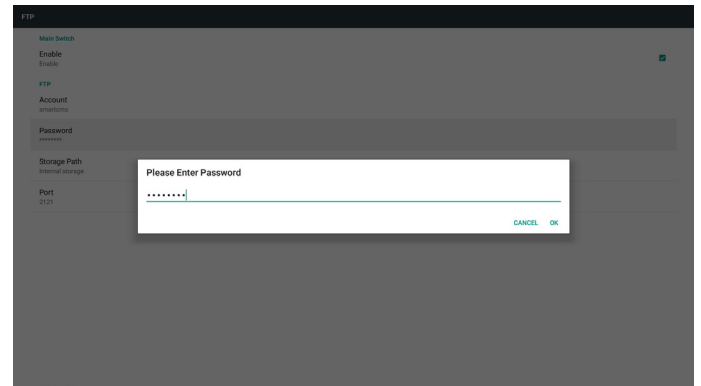 FTP
Main Switch
Enable
Enable
FTP
Account
smartcms
Password
********
Storage Path
Internal storage
Port
2121
Please Enter Password
••••••••
CANCEL OK